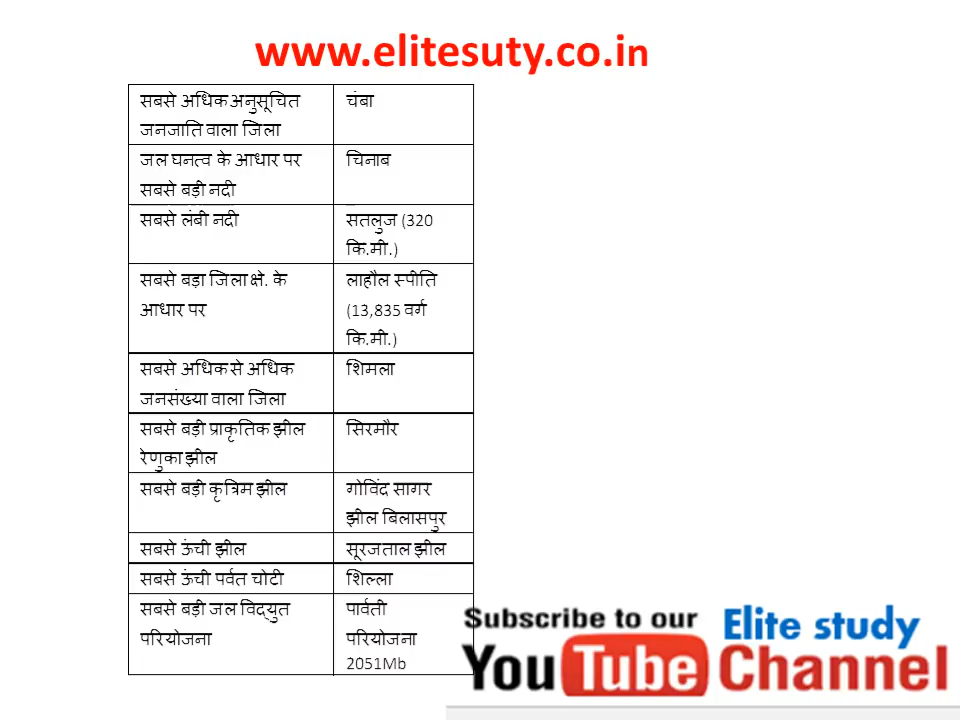 www.elitesuty.co.in
सबसे अधिक अनुसूचित
जनजाति वाला जिला
चंबा
जल घनत्व के आधार पर
सबसे बड़ी नदी
चिनाब
सबसे लंबी नदी
सतलुज (320
कि.मी.)
सबसे बड़ा जिला क्षे. के
आधार पर
लाहौल स्पीति
(13,835 वर्ग
कि.मी.)
सबसे अधिक से अधिक
जनसंख्या वाला जिला
शिमला
सबसे बड़ी प्राकृतिक झील
रेणुका झील
सिरमौर
सबसे बड़ी कृत्रिम झील
गोविंद सागर
झील बिलासपुर
सबसे ऊंची झील
सूरजताल झील
सबसे ऊंची पर्वत चोटी
शिल्ला
सबसे बड़ी जल विद्युत
परियोजना
पार्वती
परियोजना
2051Mb
Subscribe to our
Elite study
YouTube Channel